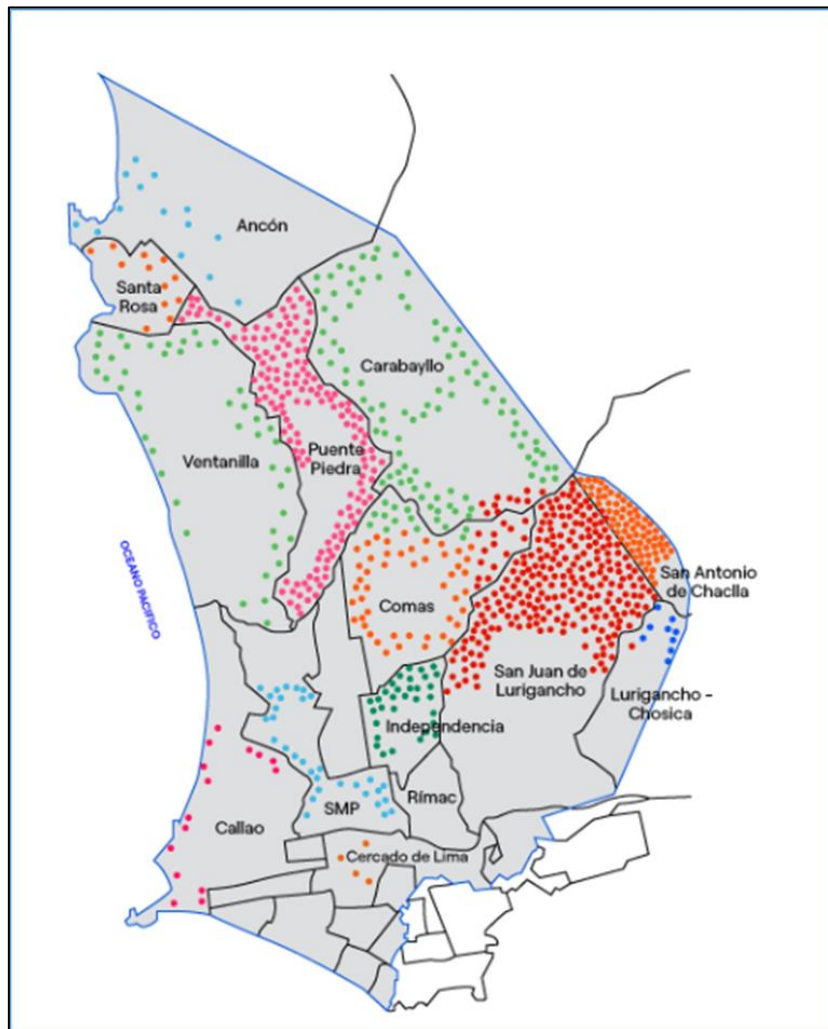 Ancón
Santa
Rosa
Carabayllo
Ventanilla
Puente
Piedra
OCEANO PACIFICO
San Antonio
de Chaclla
Comas
San Juan de
Lurigancho
Lurigancho -
Chosica
Independencia
SMP
Rímac
Callao
Cercado de Lima